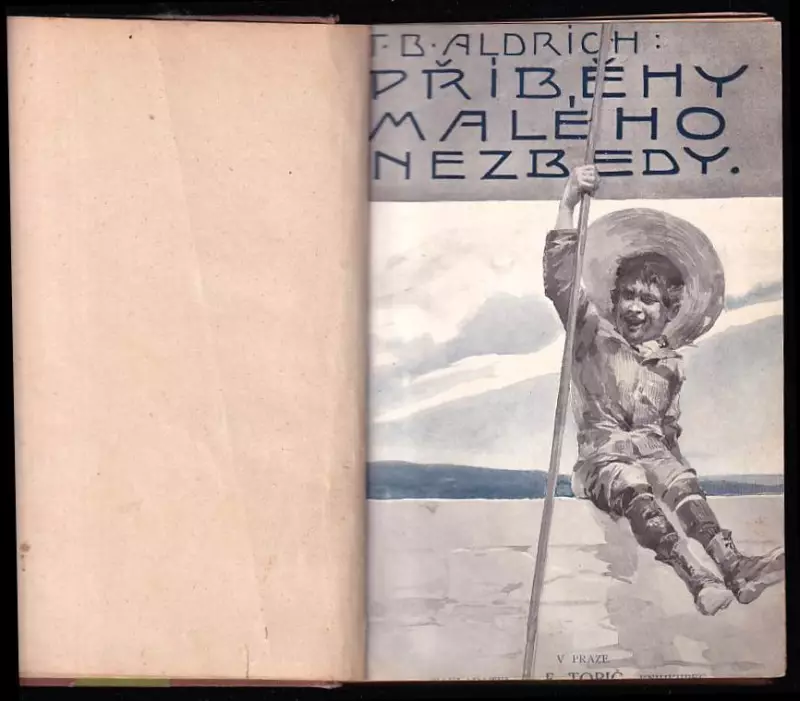 T. B. ALDRICH:
PŘÍBĚHY
MALÉHO
NEZBEDY.
V PRAZE
F. TOPIČ,